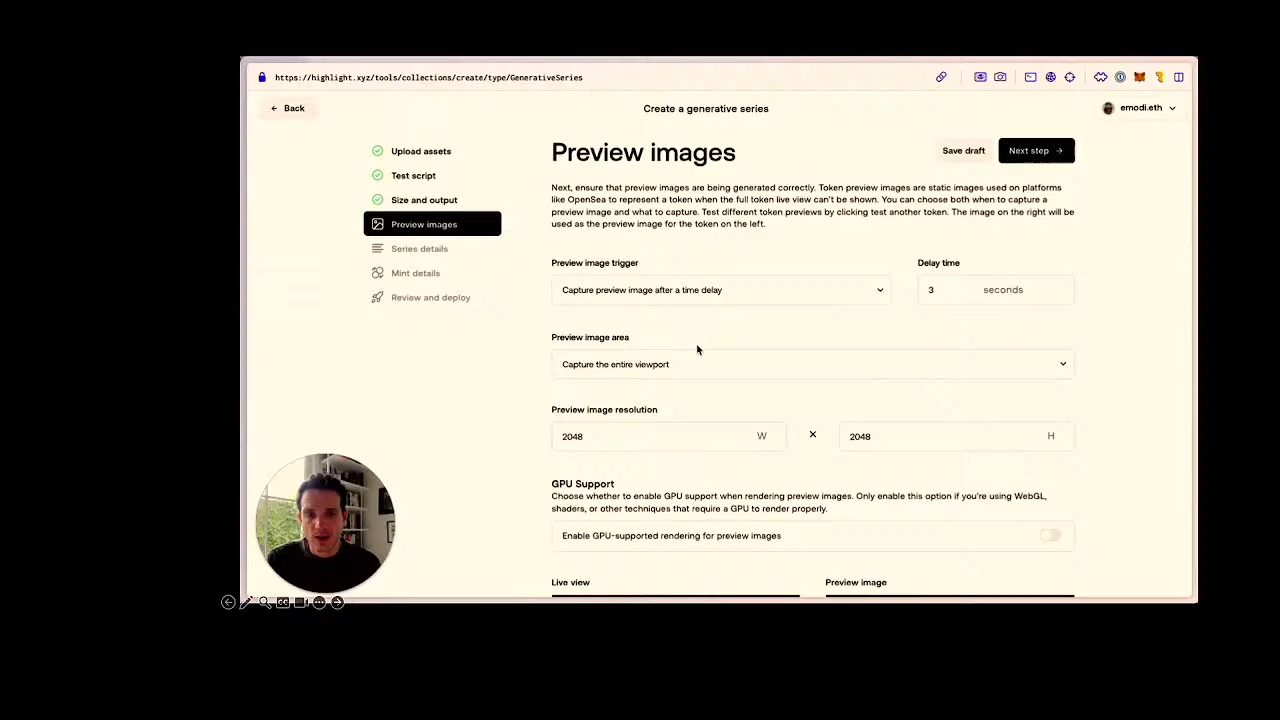 https://highlight.xyz/tools/collections/create/type/GenerativeSeries
Back
Create a generative series
emodi.eth
Upload assets
Test script
Size and output
Preview images
Series details
Mint details
Review and deploy
Preview images
Save draft
Next step
Next, ensure that preview images are being generated correctly. Token preview images are static images used on platforms
like OpenSea to represent a token when the full token live view can't be shown. You can choose both when to capture a
preview image and what to capture. Test different token previews by clicking test another token. The image on the right will be
used as the preview image for the token on the left.
Preview image trigger
Delay time
Capture preview image after a time delay
3 seconds
Preview image area
Capture the entire viewport
Preview image resolution
2048 W × 2048 H
GPU Support
Choose whether to enable GPU support when rendering preview images. Only enable this option if you're using WebGL,
shaders, or other techniques that require a GPU to render properly.
Enable GPU-supported rendering for preview images
Live view
Preview image
CC